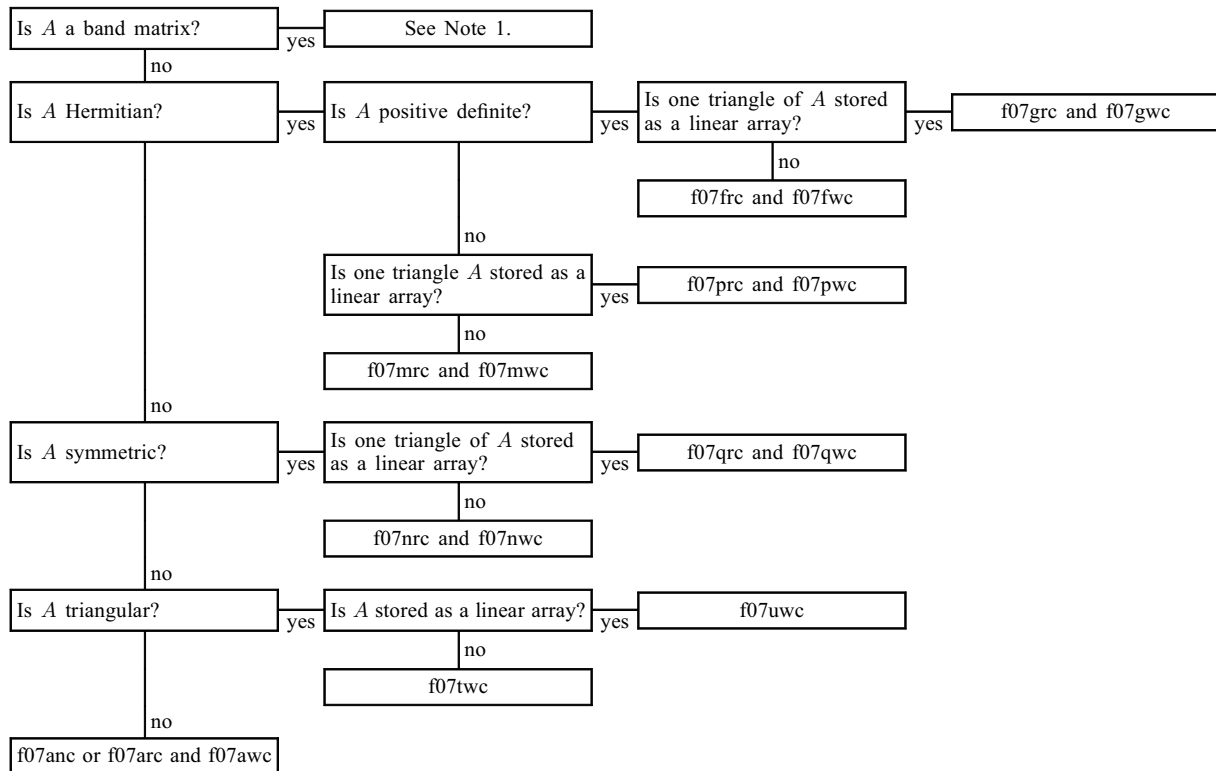 Is A a band matrix?
yes
See Note 1.
no
Is A Hermitian?
yes
Is A positive definite?
yes
Is one triangle of A stored
as a linear array?
yes
f07grc and f07gwc
no
f07frc and f07fwc
no
Is one triangle A stored as a
linear array?
yes
f07prc and f07pwc
no
f07mrc and f07mwc
no
Is A symmetric?
yes
Is one triangle of A stored
as a linear array?
yes
f07qrc and f07qwc
no
f07nrc and f07nwc
no
Is A triangular?
yes
Is A stored as a linear array?
yes
f07uwc
no
f07twc
no
f07anc or f07arc and f07awc